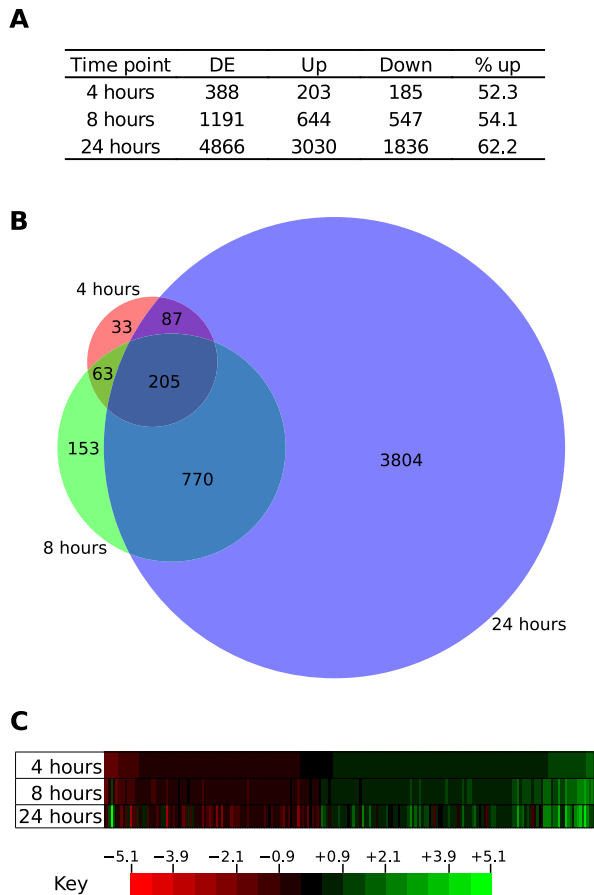 A
Time point DE Up Down % up
4 hours 388 203 185 52.3
8 hours 1191 644 547 54.1
24 hours 4866 3030 1836 62.2
B
4 hours
33 87
63 205
153
770
3804
8 hours
24 hours
C
4 hours
8 hours
24 hours
−5.1 −3.9 −2.1 −0.9 +0.9 +2.1 +3.9 +5.1
Key